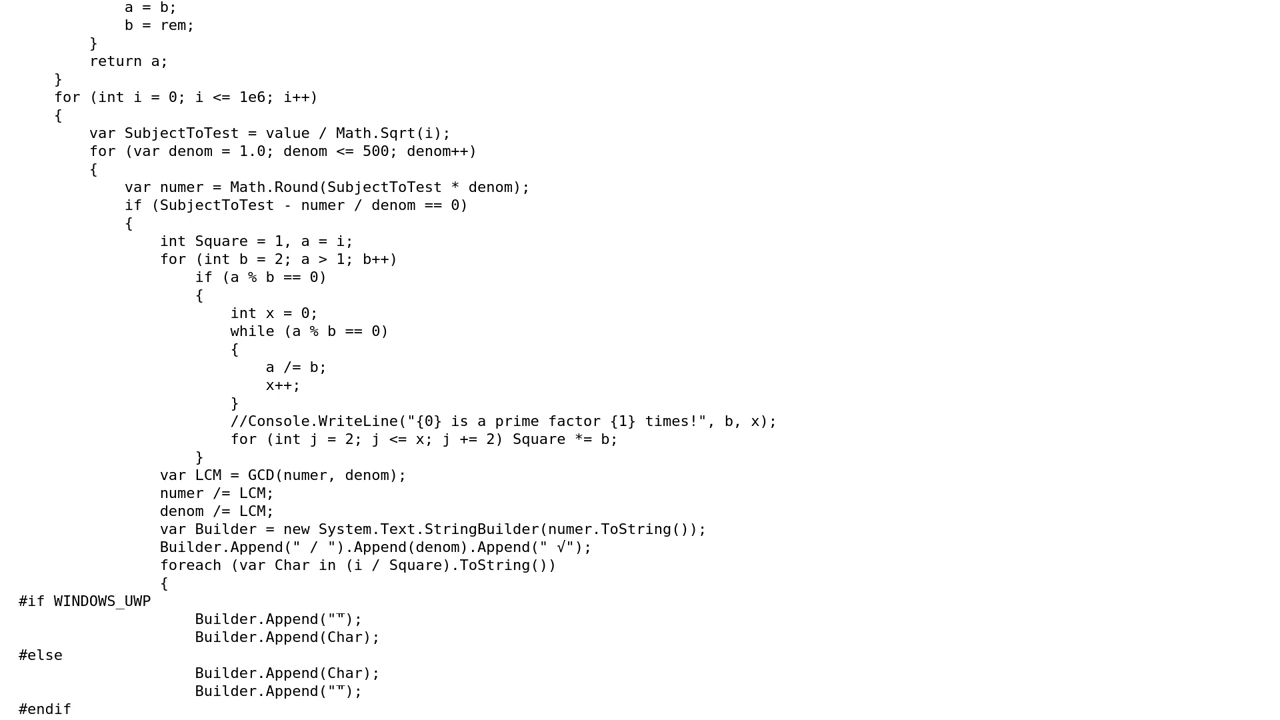 a = b;
b = rem;
}
return a;
}
for (int i = 0; i <= 1e6; i++)
{
var SubjectToTest = value / Math.Sqrt(i);
for (var denom = 1.0; denom <= 500; denom++)
{
var numer = Math.Round(SubjectToTest * denom);
if (SubjectToTest - numer / denom == 0)
{
int Square = 1, a = i;
for (int b = 2; a > 1; b++)
if (a % b == 0)
{
int x = 0;
while (a % b == 0)
{
a /= b;
x++;
}
//Console.WriteLine("{0} is a prime factor {1} times!", b, x);
for (int j = 2; j <= x; j += 2) Square *= b;
}
var LCM = GCD(numer, denom);
numer /= LCM;
denom /= LCM;
var Builder = new System.Text.StringBuilder(numer.ToString());
Builder.Append(" / ").Append(denom).Append(" √");
foreach (var Char in (i / Square).ToString())
{
#if WINDOWS_UWP
Builder.Append("̅");
Builder.Append(Char);
#else
Builder.Append(Char);
Builder.Append("̅");
#endif